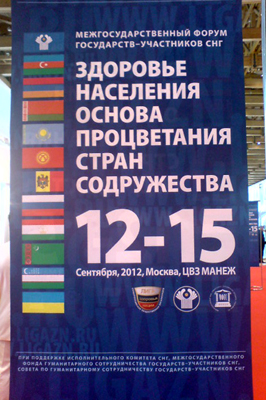 МЕЖГОСУДАРСТВЕННЫЙ ФОРУМ
ГОСУДАРСТВ-УЧАСТНИКОВ СНГ
ЗДОРОВЬЕ
НАСЕЛЕНИЯ
ОСНОВА
ПРОЦВЕТАНИЯ
СТРАН
СОДРУЖЕСТВА
12-15
Сентября, 2012, Москва, ЦВЗ МАНЕЖ
ПРИ ПОДДЕРЖКЕ ИСПОЛНИТЕЛЬНОГО КОМИТЕТА СНГ, МЕЖГОСУДАРСТВЕННОГО
ФОНДА ГУМАНИТАРНОГО СОТРУДНИЧЕСТВА ГОСУДАРСТВ-УЧАСТНИКОВ СНГ,
СОВЕТА ПО ГУМАНИТАРНОМУ СОТРУДНИЧЕСТВУ ГОСУДАРСТВ-УЧАСТНИКОВ СНГ